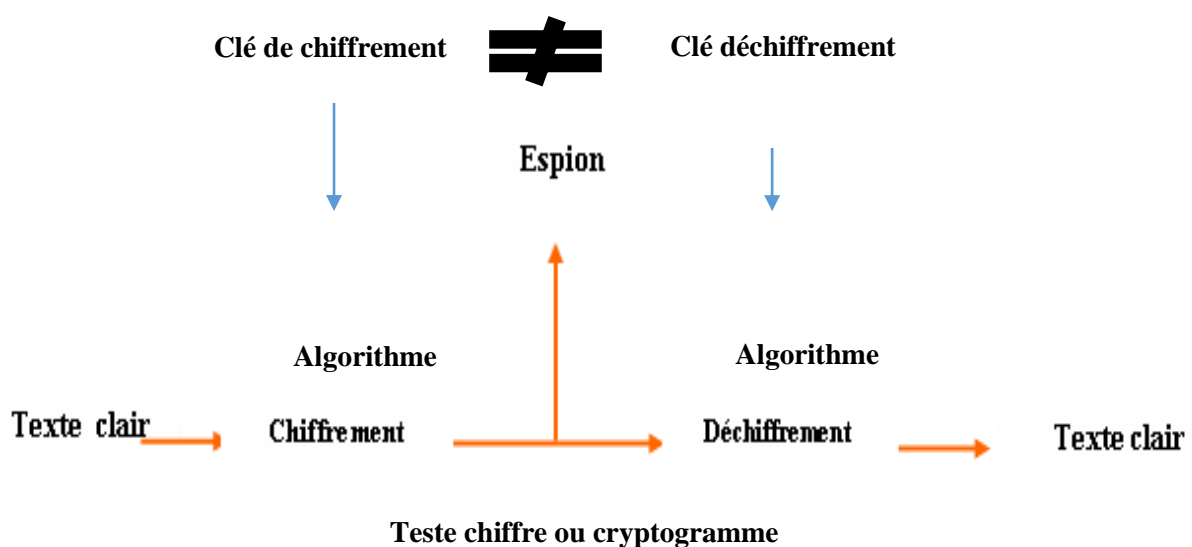 Clé de chiffrement
Clé déchiffrement
Espion
Algorithme
Algorithme
Texte clair
Chiffrement
Déchiffrement
Texte clair
Teste chiffre ou cryptogramme